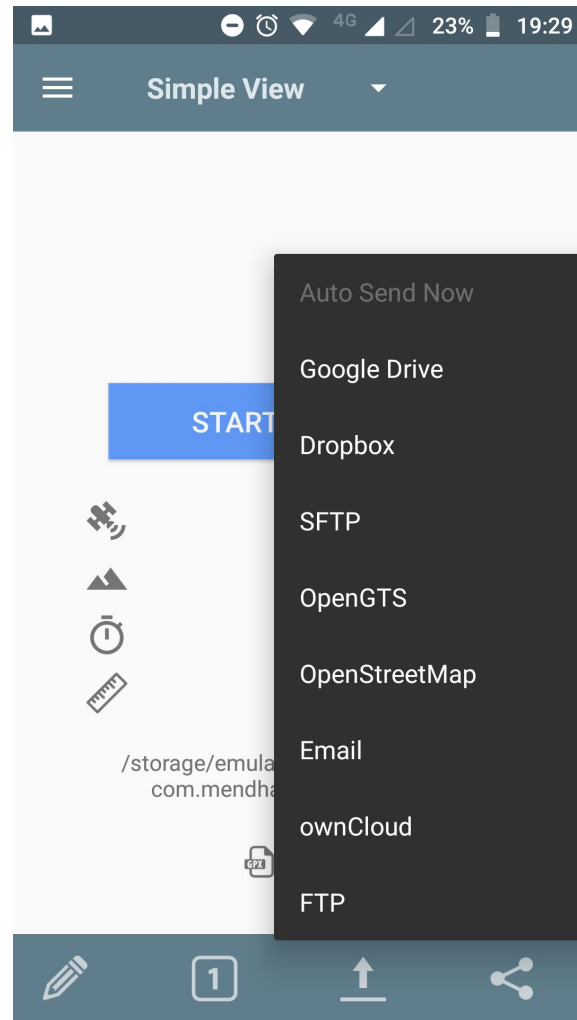 4G 23% 19:29
Simple View
Auto Send Now
Google Drive
START
Dropbox
SFTP
OpenGTS
OpenStreetMap
Email
/storage/emula
com.mendha
ownCloud
GPX
FTP
1